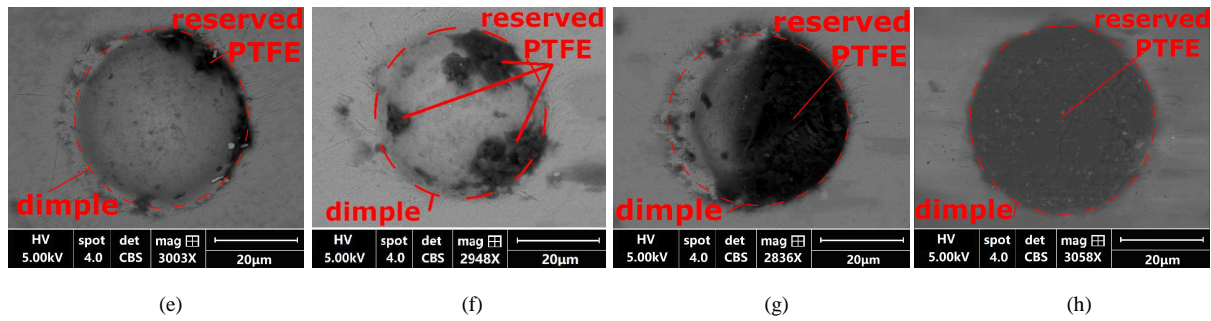 reserved
PTFE
dimple
HV spot det mag
5.00kV 4.0 CBS 3003X 20μm
(e)
reserved
PTFE
dimple
HV spot det mag
5.00kV 4.0 CBS 2948X 20μm
(f)
reserved
PTFE
dimple
HV spot det mag
5.00kV 4.0 CBS 2836X 20μm
(g)
reserved
PTFE
dimple
HV spot det mag
5.00kV 4.0 CBS 3058X 20μm
(h)